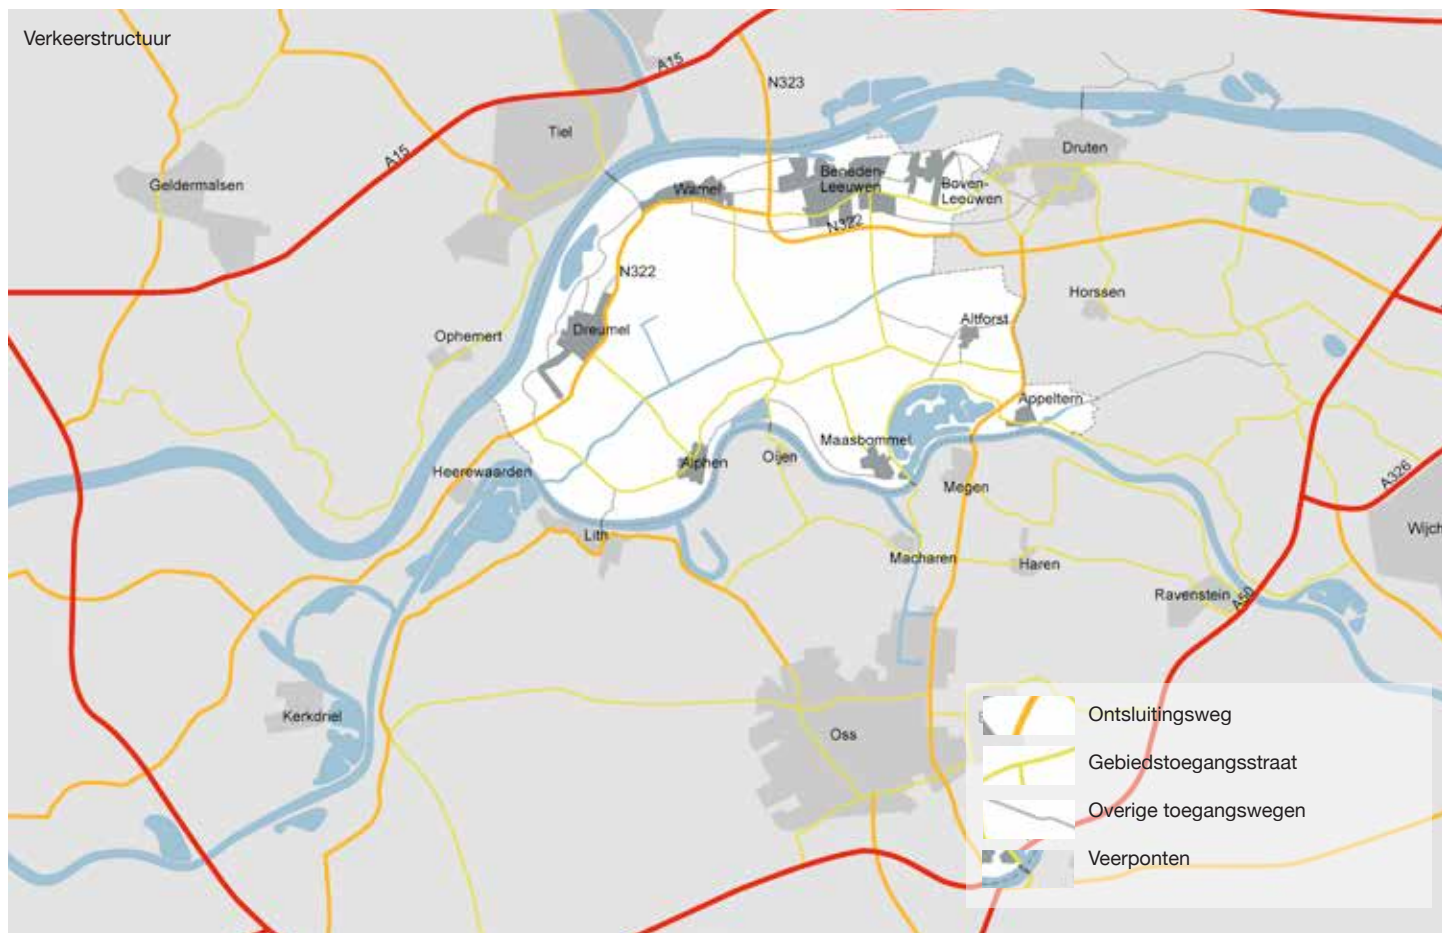 Verkeerstructuur
A15
N323
Tiel
A15
Druten
Geldermalsen
Wamel
Beneden-
Leeuwen
Boven-
Leeuwen
N322
N322
Horssen
Altforst
Dreumel
Ophemert
Appeltern
Maasbommel
Alphen
Oijen
Heerewaarden
Megen
A326
Wijch
Lith
Macharen
Haren
Ravenstein
A50
Kerkdriel
Oss
Ontsluitingsweg
Gebiedstoegangsstraat
Overige toegangswegen
Veerponten